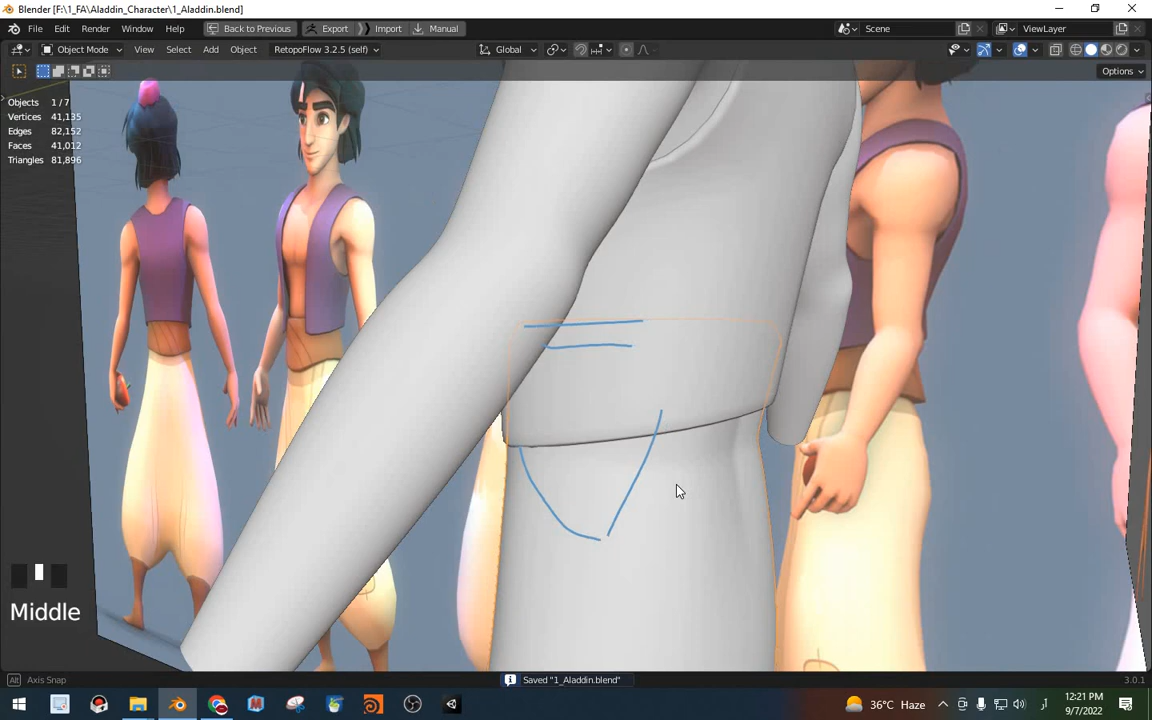 Blender [F:\1_FA\Aladdin_Character\1_Aladdin.blend]
File Edit Render Window Help Back to Previous Export Import Manual Scene ViewLayer
Object Mode View Select Add Object RetopoFlow 3.2.5 (self) Global
Options
Objects 1 / 7
Vertices 41,135
Edges 82,152
Faces 41,012
Triangles 81,896
Middle
Alt Axis Snap Saved "1_Aladdin.blend" 3.0.1
36°C Haze 12:21 PM
9/7/2022